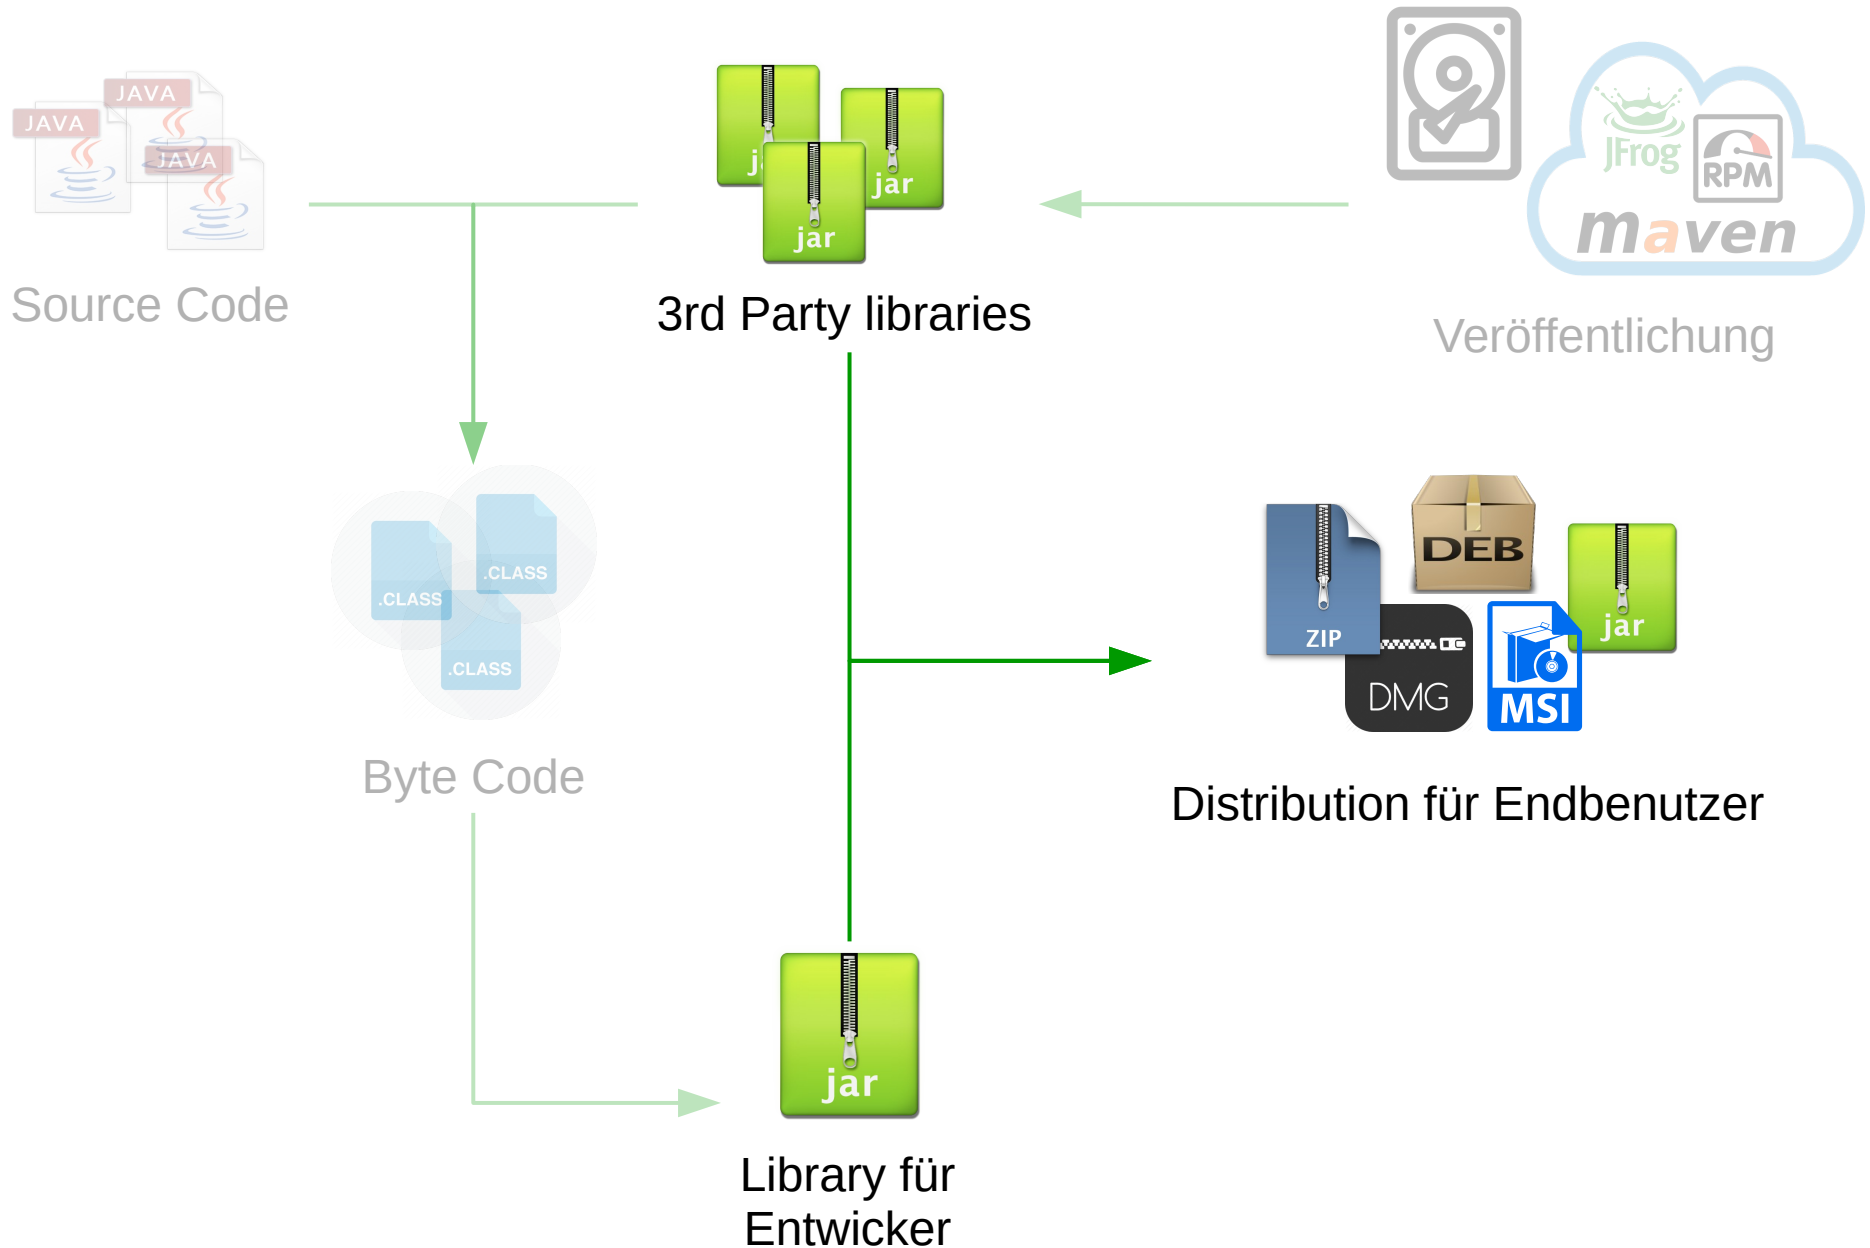 JAVA
JAVA
JAVA
Source Code
jar
jar
3rd Party libraries
JFrog
RPM
maven
Veröffentlichung
.CLASS
.CLASS
.CLASS
Byte Code
ZIP
DEB
jar
DMG
MSI
Distribution für Endbenutzer
jar
Library für
Entwicker